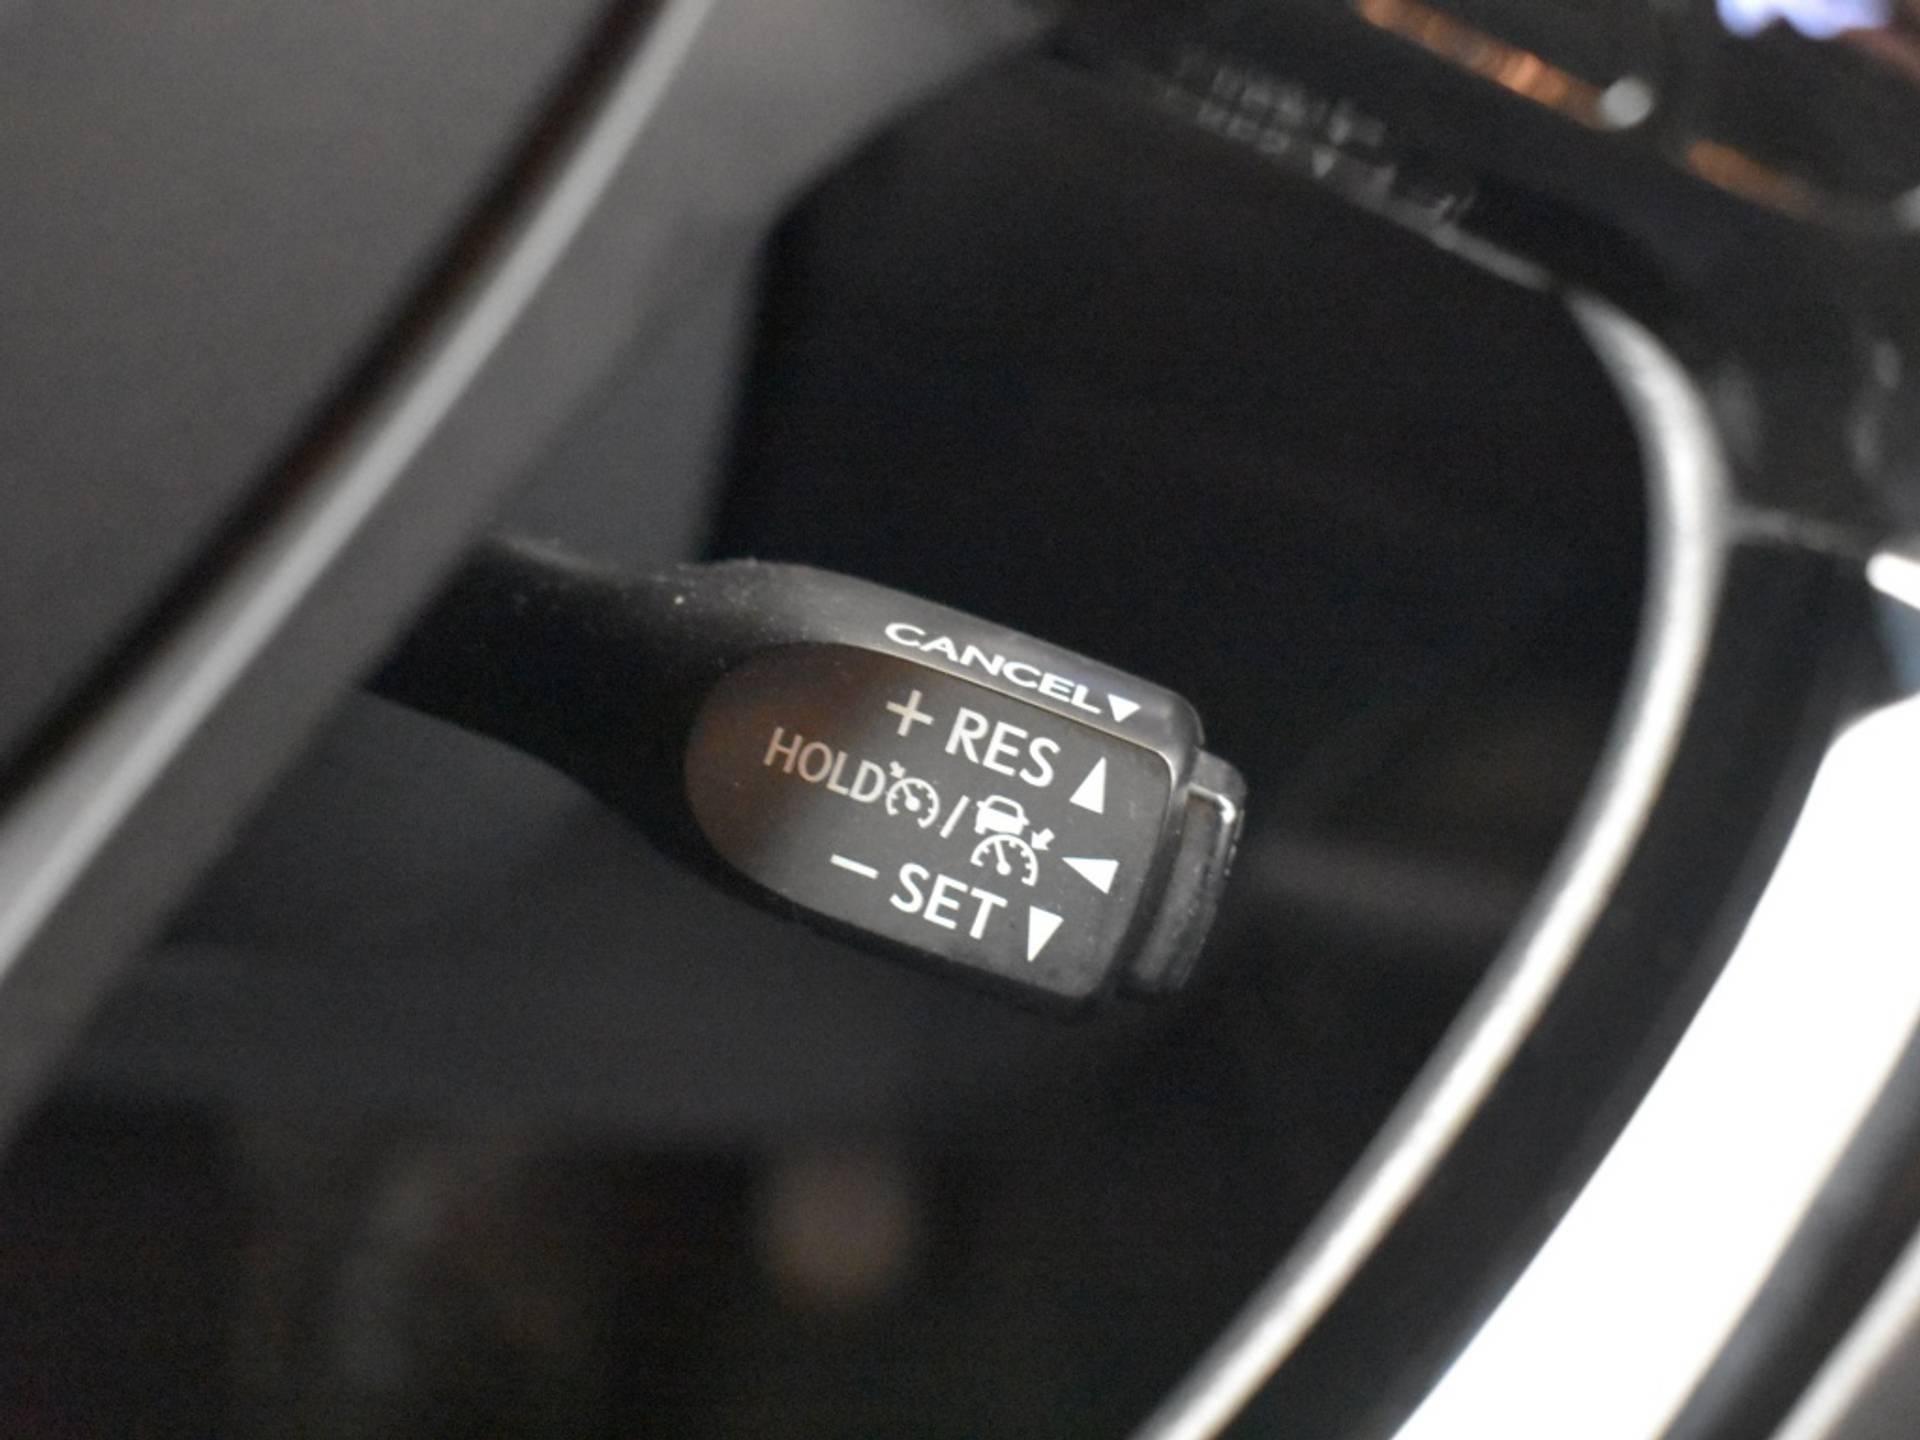 CANCEL▼
+ RES ▲
HOLD / ◀
− SET ▼